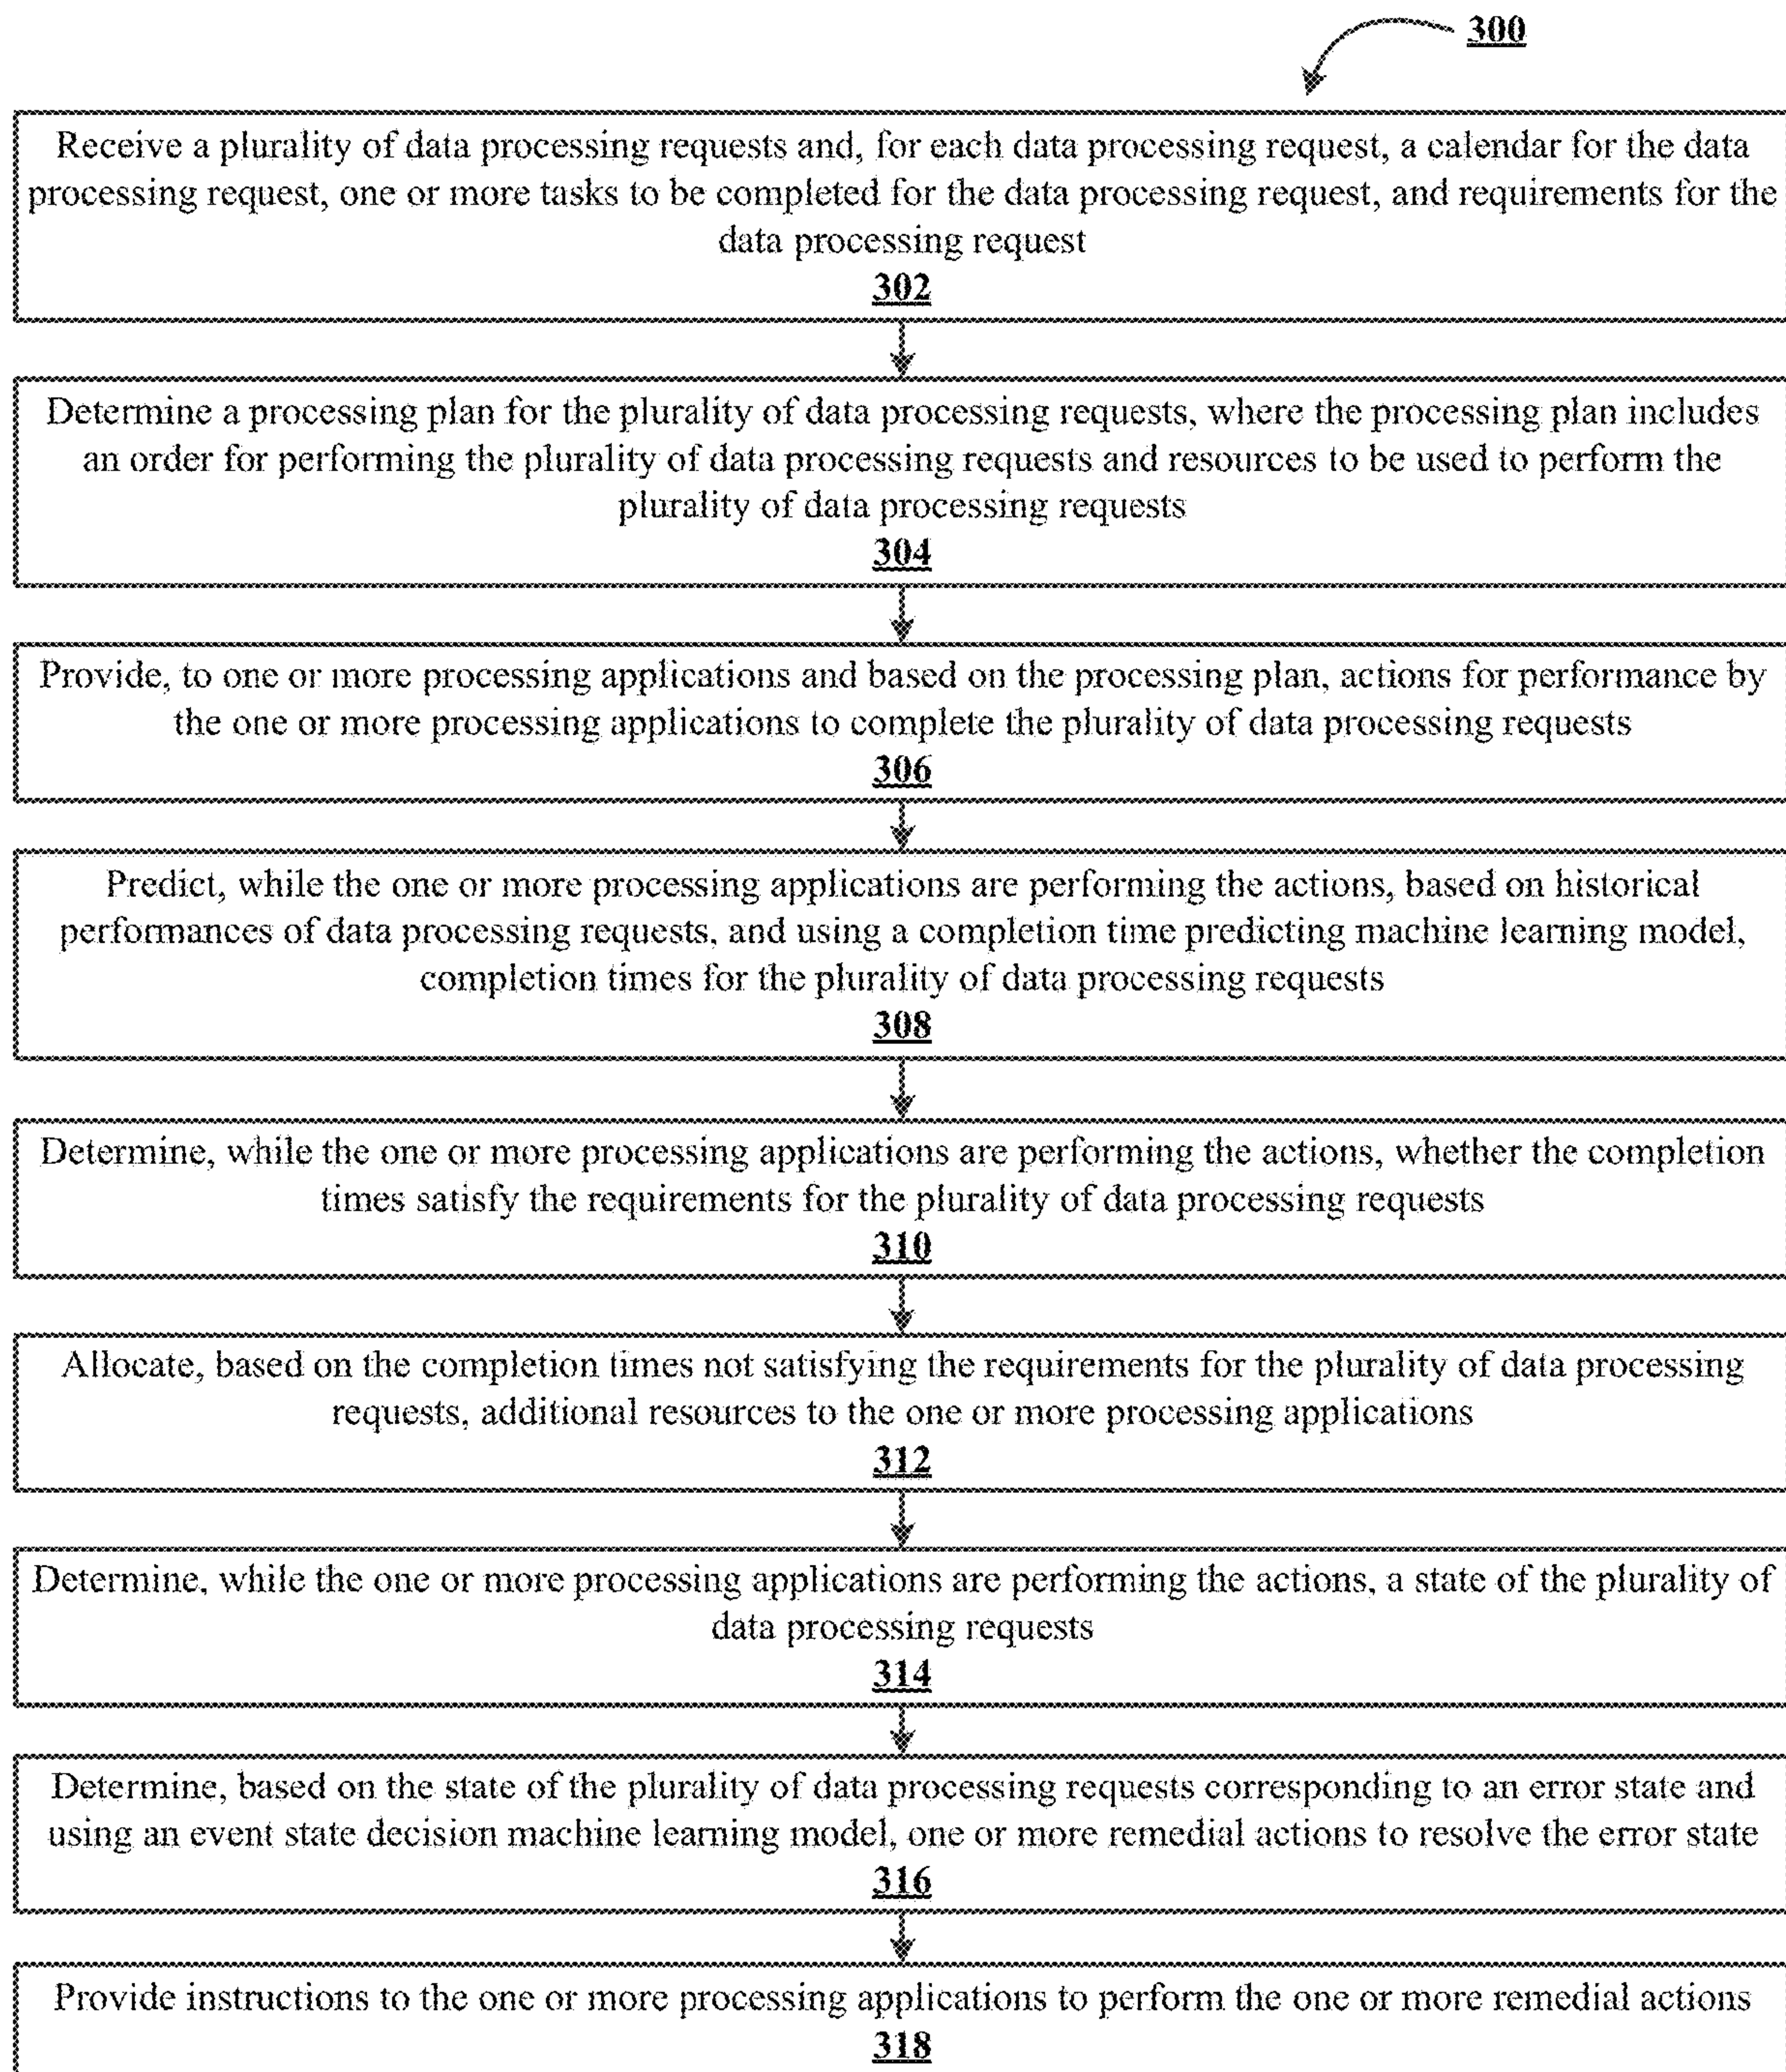 300
Receive a plurality of data processing requests and, for each data processing request, a calendar for the data
processing request, one or more tasks to be completed for the data processing request, and requirements for the
data processing request
302
Determine a processing plan for the plurality of data processing requests, where the processing plan includes
an order for performing the plurality of data processing requests and resources to be used to perform the
plurality of data processing requests
304
Provide, to one or more processing applications and based on the processing plan, actions for performance by
the one or more processing applications to complete the plurality of data processing requests
306
Predict, while the one or more processing applications are performing the actions, based on historical
performances of data processing requests, and using a completion time predicting machine learning model,
completion times for the plurality of data processing requests
308
Determine, while the one or more processing applications are performing the actions, whether the completion
times satisfy the requirements for the plurality of data processing requests
310
Allocate, based on the completion times not satisfying the requirements for the plurality of data processing
requests, additional resources to the one or more processing applications
312
Determine, while the one or more processing applications are performing the actions, a state of the plurality of
data processing requests
314
Determine, based on the state of the plurality of data processing requests corresponding to an error state and
using an event state decision machine learning model, one or more remedial actions to resolve the error state
316
Provide instructions to the one or more processing applications to perform the one or more remedial actions
318